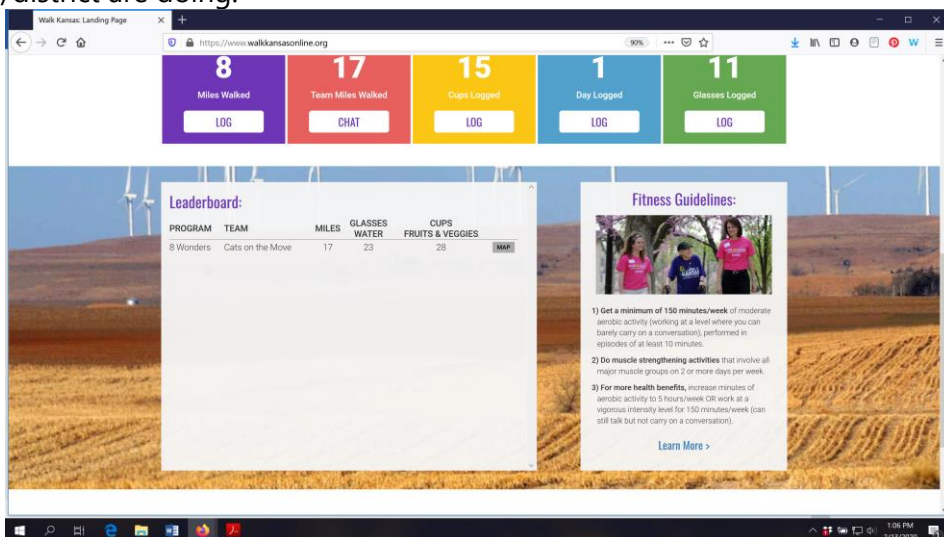 district are doing.
Walk Kansas: Landing Page
https://www.walkkansasonline.org
90%
8
Miles Walked
LOG
17
Team Miles Walked
CHAT
15
Cups Logged
LOG
1
Day Logged
LOG
11
Glasses Logged
LOG
Leaderboard:
PROGRAM TEAM MILES GLASSES WATER CUPS FRUITS & VEGGIES
8 Wonders Cats on the Move 17 23 28 MAP
Fitness Guidelines:
1) Get a minimum of 150 minutes/week of moderate
aerobic activity (working at a level where you can
barely carry on a conversation), performed in
episodes of at least 10 minutes.
2) Do muscle strengthening activities that involve all
major muscle groups on 2 or more days per week.
3) For more health benefits, increase minutes of
aerobic activity to 5 hours/week OR work at a
vigorous intensity level for 150 minutes/week (can
still talk but not carry on a conversation).
Learn More >
1:06 PM